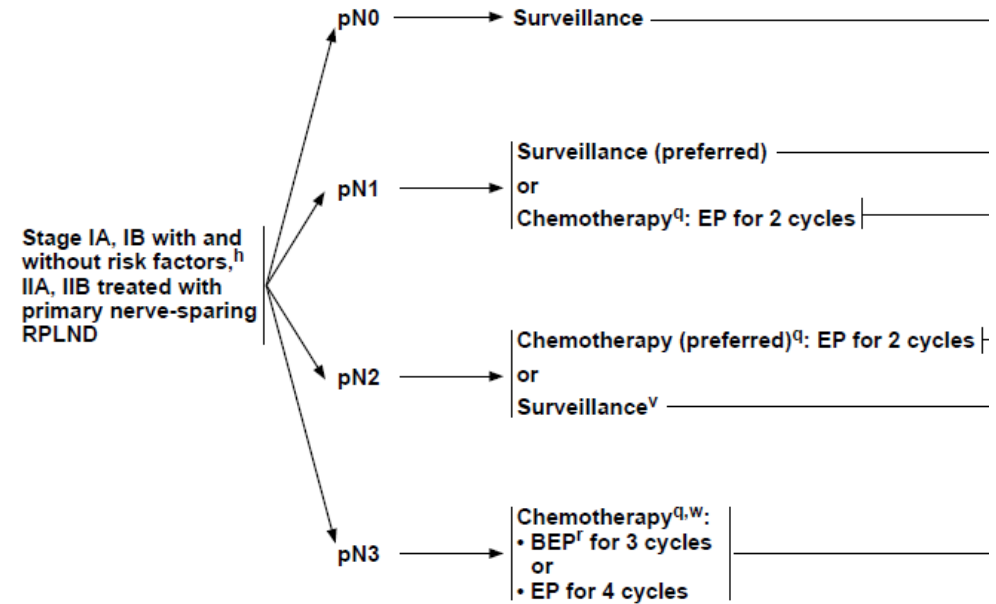 pN0
Surveillance
Stage IA, IB with and
without risk factors,h
IIA, IIB treated with
primary nerve-sparing
RPLND
pN1
Surveillance (preferred)
or
Chemotherapyq: EP for 2 cycles
pN2
Chemotherapy (preferred)q: EP for 2 cycles
or
Surveillancev
pN3
Chemotherapyq,w:
• BEPr for 3 cycles
or
• EP for 4 cycles